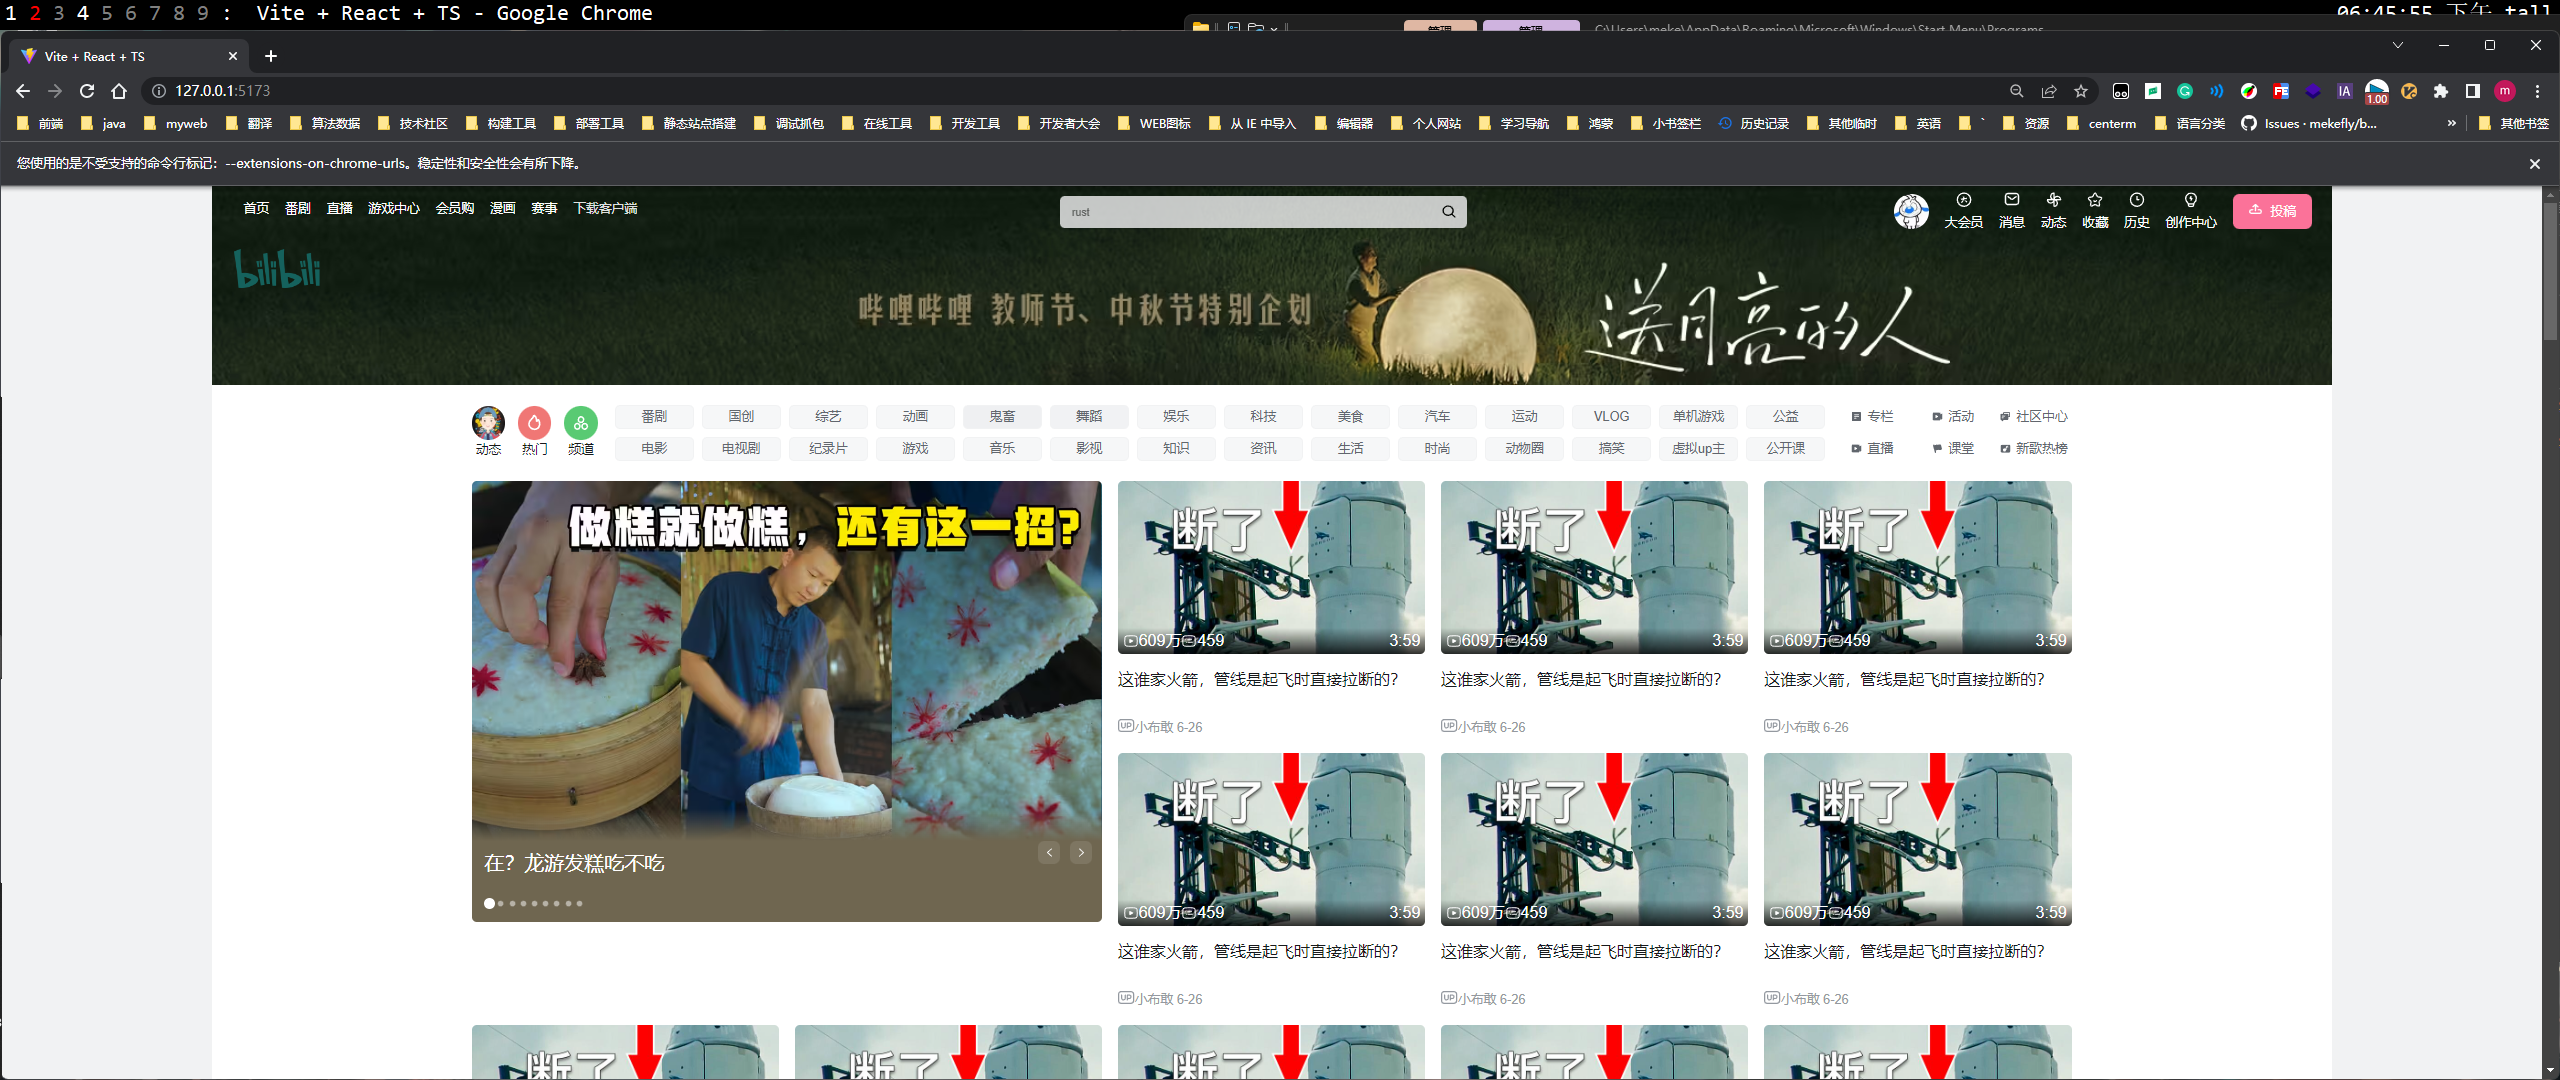 1 2 3 4 5 6 7 8 9 : Vite + React + TS - Google Chrome
06:45:55 下午 tall
管理 管理 C:\Users\meke\AppData\Roaming\Microsoft\Windows\Start Menu\Programs
Vite + React + TS
127.0.0.1:5173
1.00
前端 java myweb 翻译 算法数据 技术社区 构建工具 部署工具 静态站点搭建 调试抓包 在线工具 开发工具 开发者大会 WEB图标 从 IE 中导入 编辑器 个人网站 学习导航 鸿蒙 小书签栏 历史记录 其他临时 英语 ` 资源 centerm 语言分类 Issues · mekefly/b... » 其他书签
您使用的是不受支持的命令行标记：--extensions-on-chrome-urls。稳定性和安全性会有所下降。
首页 番剧 直播 游戏中心 会员购 漫画 赛事 下载客户端
rust
大会员 消息 动态 收藏 历史 创作中心 投稿
bilibili
哔哩哔哩 教师节、中秋节特别企划
送月亮的人
动态 热门 频道
番剧 国创 综艺 动画 鬼畜 舞蹈 娱乐 科技 美食 汽车 运动 VLOG 单机游戏 公益 专栏 活动 社区中心
电影 电视剧 纪录片 游戏 音乐 影视 知识 资讯 生活 时尚 动物圈 搞笑 虚拟up主 公开课 直播 课堂 新歌热榜
做糕就做糕，还有这一招?
在？龙游发糕吃不吃
断了 断了 断了
609万 459 3:59 609万 459 3:59 609万 459 3:59
这谁家火箭，管线是起飞时直接拉断的？ 这谁家火箭，管线是起飞时直接拉断的？ 这谁家火箭，管线是起飞时直接拉断的？
UP 小布敢 6-26 UP 小布敢 6-26 UP 小布敢 6-26
断了 断了 断了
609万 459 3:59 609万 459 3:59 609万 459 3:59
这谁家火箭，管线是起飞时直接拉断的？ 这谁家火箭，管线是起飞时直接拉断的？ 这谁家火箭，管线是起飞时直接拉断的？
UP 小布敢 6-26 UP 小布敢 6-26 UP 小布敢 6-26
断了 断了 断了 断了 断了